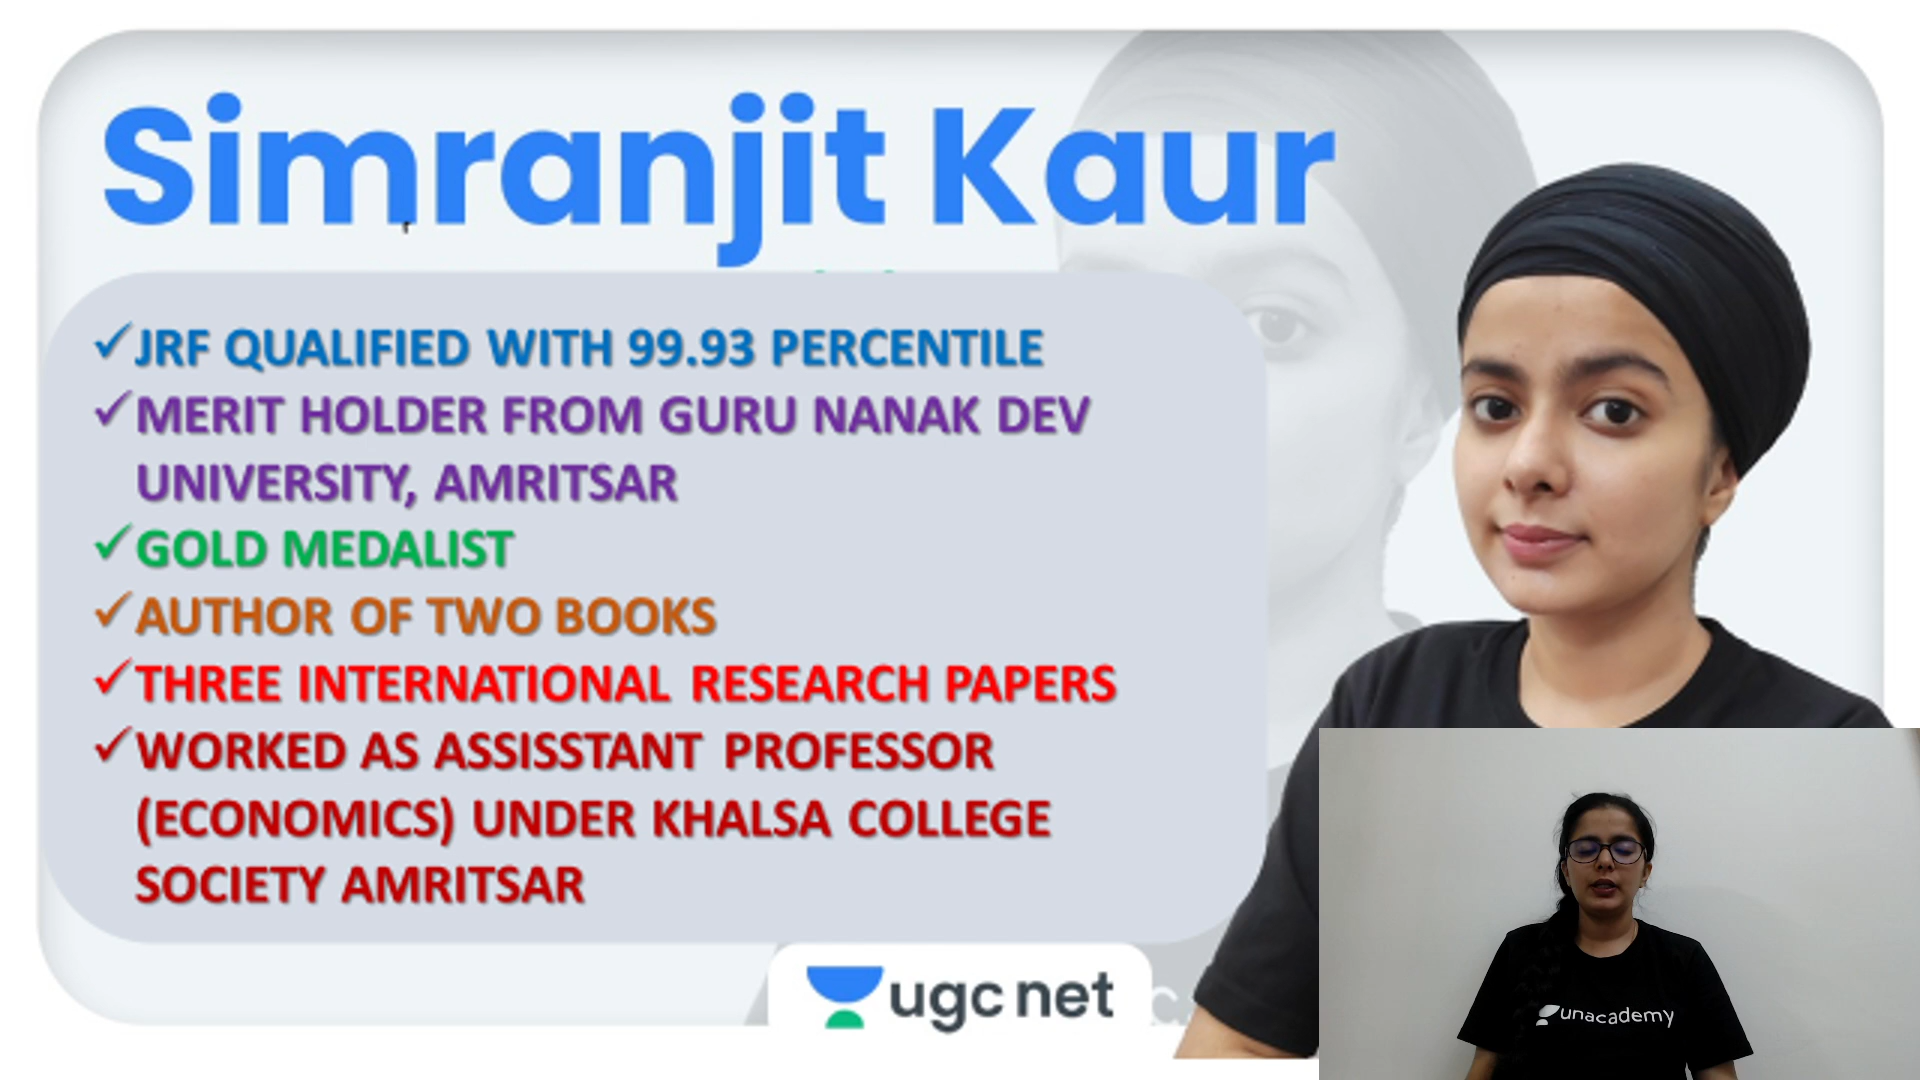 Simranjit Kaur
✓JRF QUALIFIED WITH 99.93 PERCENTILE
✓MERIT HOLDER FROM GURU NANAK DEV
UNIVERSITY, AMRITSAR
✓GOLD MEDALIST
✓AUTHOR OF TWO BOOKS
✓THREE INTERNATIONAL RESEARCH PAPERS
✓WORKED AS ASSISSTANT PROFESSOR
(ECONOMICS) UNDER KHALSA COLLEGE
SOCIETY AMRITSAR
ugc net
unacademy